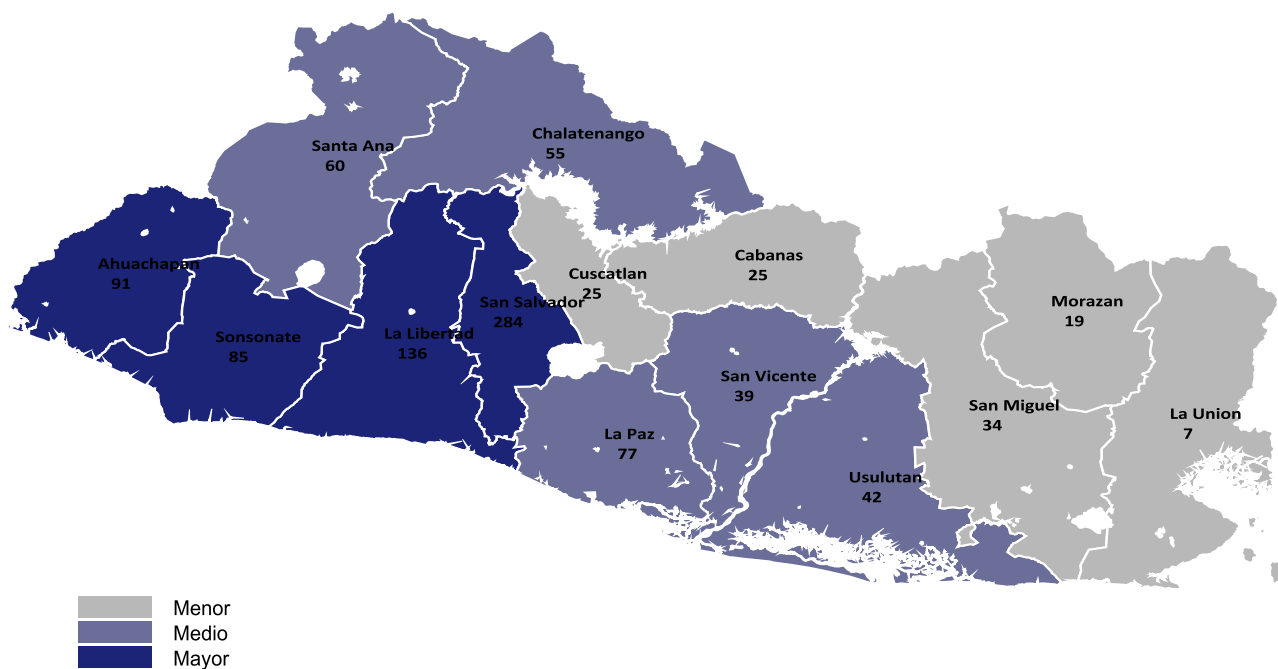 Chalatenango
55
Santa Ana
60
Cabanas
25
Ahuachapan
91
Cuscatlan
25
San Salvador
284
Morazan
19
Sonsonate
85
La Libertad
136
San Vicente
39
San Miguel
34
La Union
7
La Paz
77
Usulutan
42
Menor
Medio
Mayor